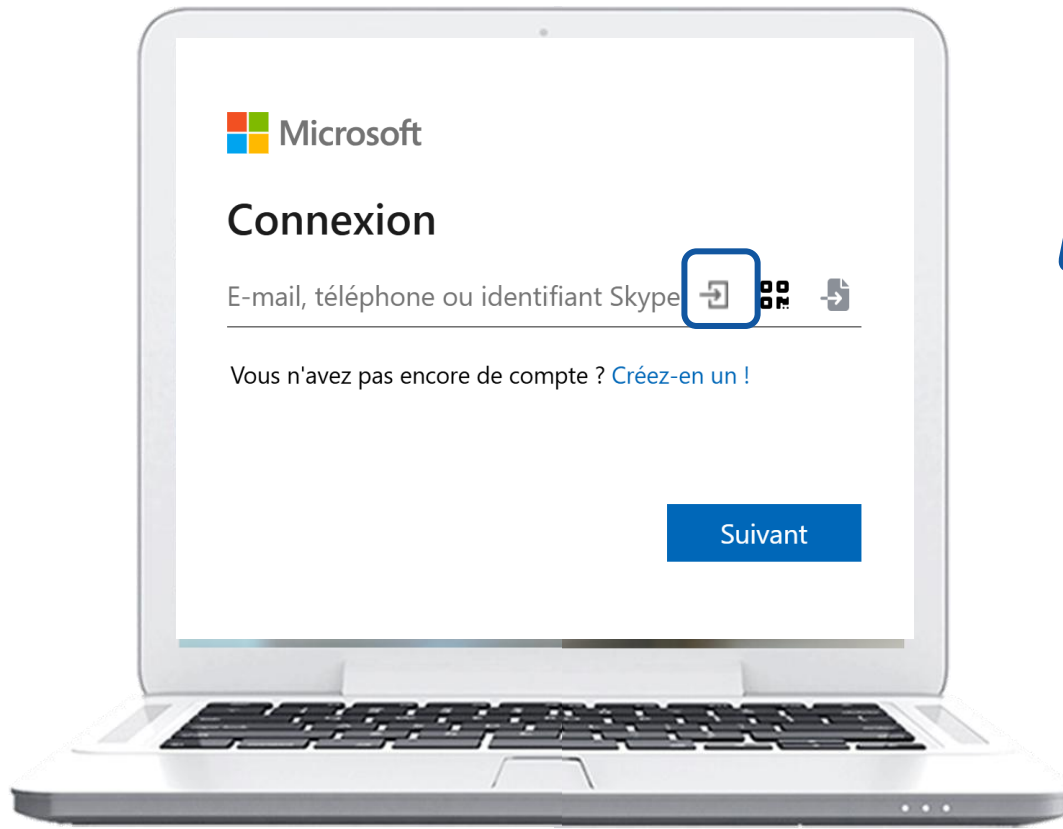 Microsoft
Connexion
E-mail, téléphone ou identifiant Skype
Vous n'avez pas encore de compte ? Créez-en un !
Suivant